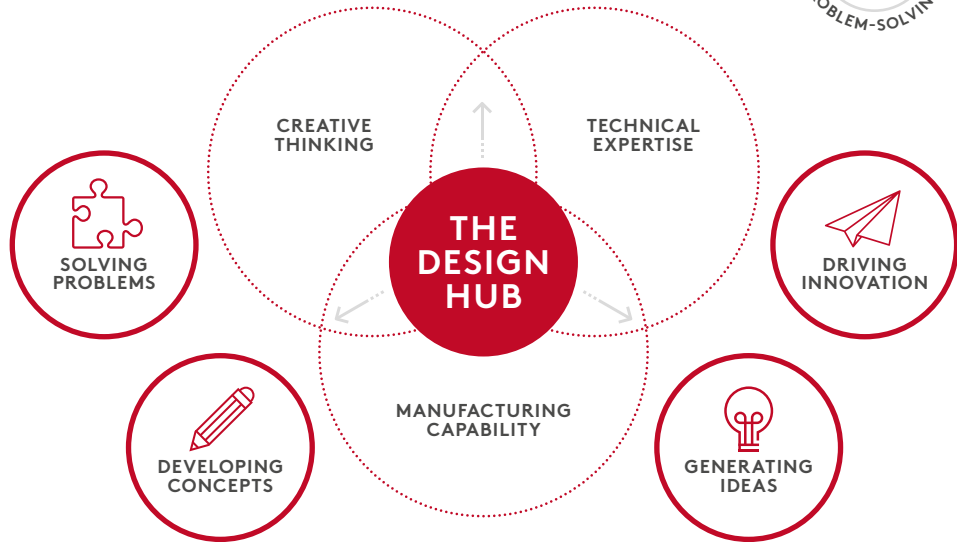 CREATIVE
THINKING
TECHNICAL
EXPERTISE
THE
DESIGN
HUB
SOLVING
PROBLEMS
DRIVING
INNOVATION
MANUFACTURING
CAPABILITY
DEVELOPING
CONCEPTS
GENERATING
IDEAS